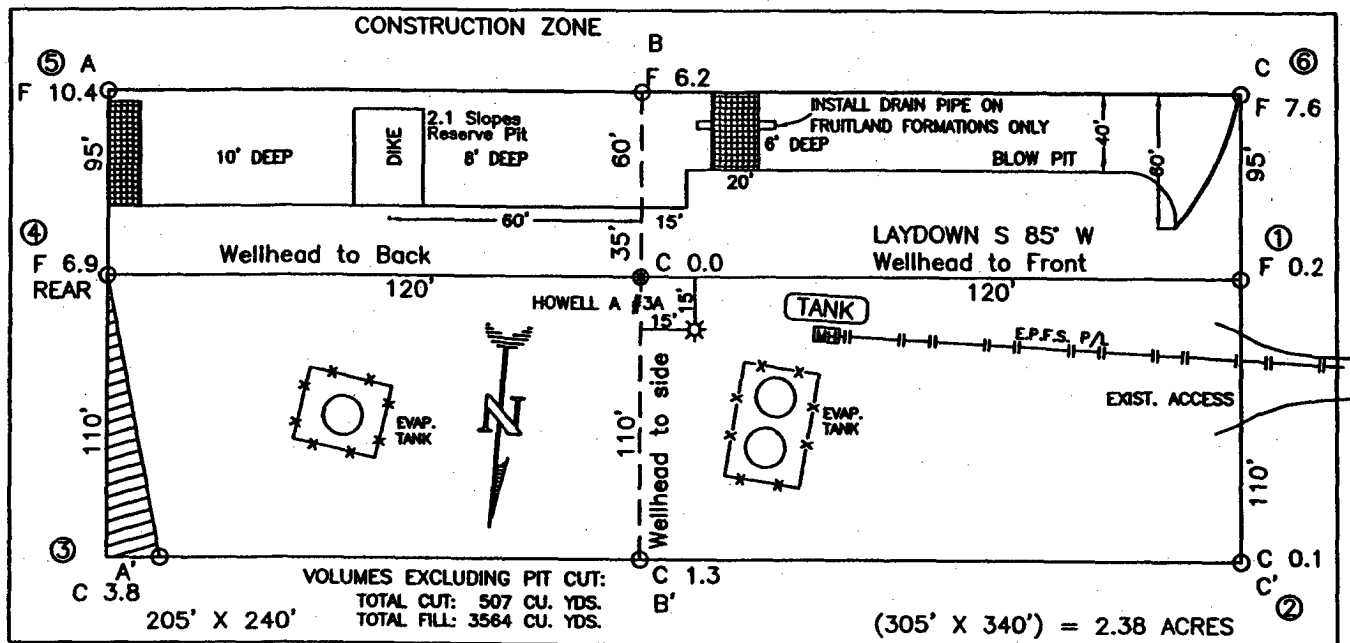 CONSTRUCTION ZONE
⑤ A
B
C ⑥
F 10.4
F 6.2
F 7.6
INSTALL DRAIN PIPE ON
FRUITLAND FORMATIONS ONLY
2.1 Slopes
Reserve Pit
DIKE
10' DEEP
8' DEEP
6' DEEP
BLOW PIT
95'
60'
40'
60'
95'
20'
60'
15'
④
F 6.9
REAR
Wellhead to Back
120'
35'
C 0.0
LAYDOWN S 85° W
Wellhead to Front
120'
①
F 0.2
HOWELL A #3A
15'
15'
TANK
MH
E.P.F.S. P/L
EXIST. ACCESS
N
EVAP.
TANK
EVAP.
TANK
110'
110'
Wellhead to side
110'
③
A'
C 3.8
C 1.3
B'
C 0.1
C'
②
VOLUMES EXCLUDING PIT CUT:
TOTAL CUT: 507 CU. YDS.
TOTAL FILL: 3564 CU. YDS.
205' X 240'
(305' X 340') = 2.38 ACRES